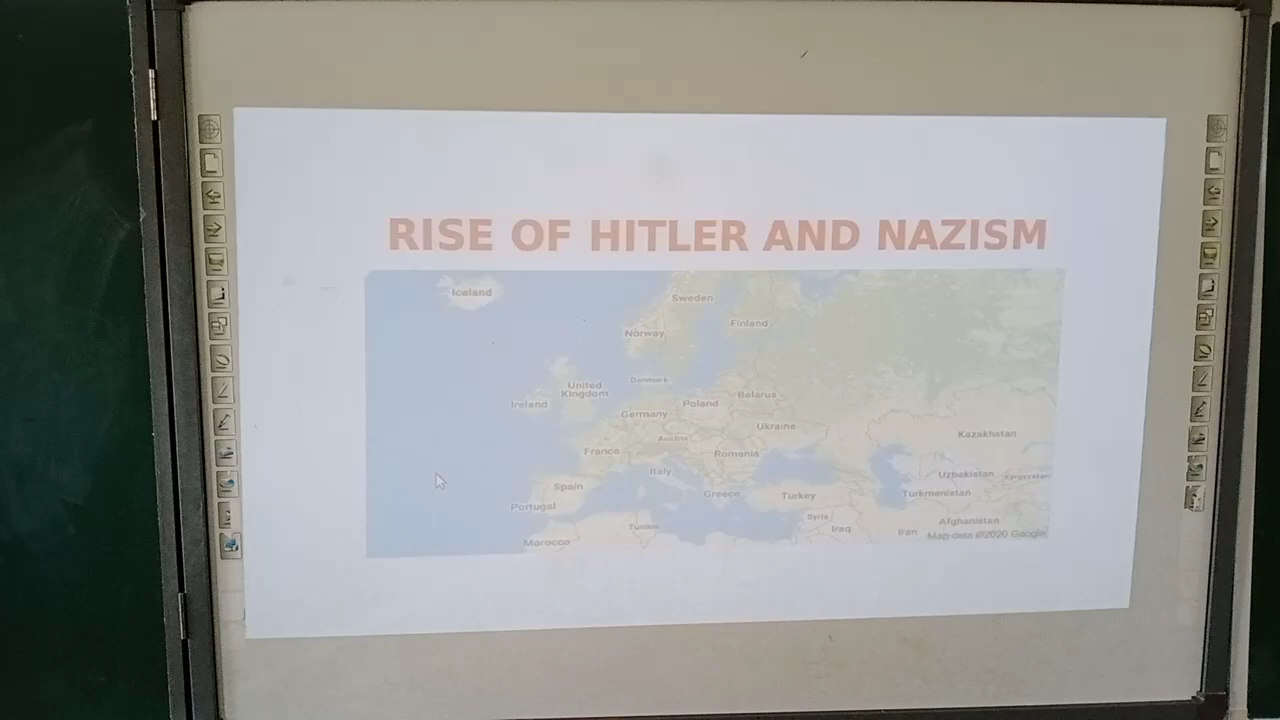 RISE OF HITLER AND NAZISM
Iceland
Sweden
Finland
Norway
Denmark
United
Kingdom
Ireland
Belarus
Poland
Germany
Ukraine
Austria
Kazakhstan
France
Romania
Italy
Uzbekistan
Kyrgyzstan
Spain
Greece
Turkey
Turkmenistan
Portugal
Syria
Afghanistan
Tunisia
Iraq
Iran
Map data ©2020 Google
Morocco